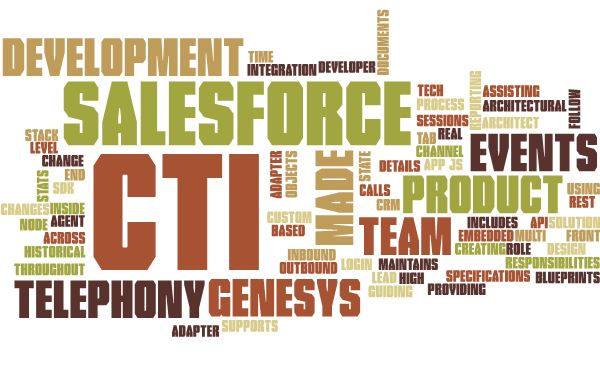 DOCUMENTS
DEVELOPMENT
TIME
INTEGRATION
DEVELOPER
SALESFORCE
TECH
REPORTING
ASSISTING
PROCESS
ARCHITECTURAL
FOLLOW
SESSIONS
ARCHITECT
STACK
TAB
REAL
LEVEL
CHANNEL
EVENTS
CHANGE
CTI
ADAPTER
OBJECTS
MADE
STATE
DETAILS
APP
JS
END
STATS
SDK
CALLS
PRODUCT
USING
CRM
REST
CHANGES
INSIDE
CUSTOM
NODE
AGENT
BASED
TEAM
INCLUDES
API
SOLUTION
ACROSS
EMBEDDED
MULTI
FRONT
HISTORICAL
INBOUND
CREATING
ROLE
DESIGN
THROUGHOUT
OUTBOUND
LOGIN
MAINTAINS
RESPONSIBILITIES
TELEPHONY
GENESYS
LEAD
HIGH
SPECIFICATIONS
BLUEPRINTS
GUIDING
PROVIDING
ADAPTER
SUPPORTS